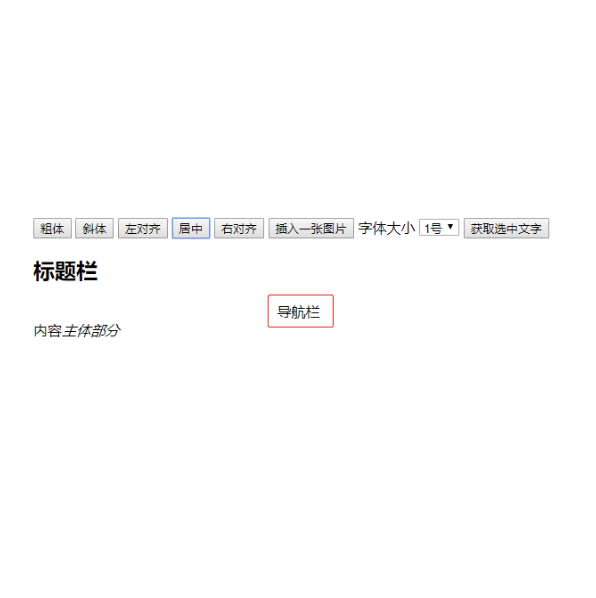 粗体 斜体 左对齐 居中 右对齐 插入一张图片 字体大小 1号 获取选中文字
标题栏
导航栏
内容主体部分